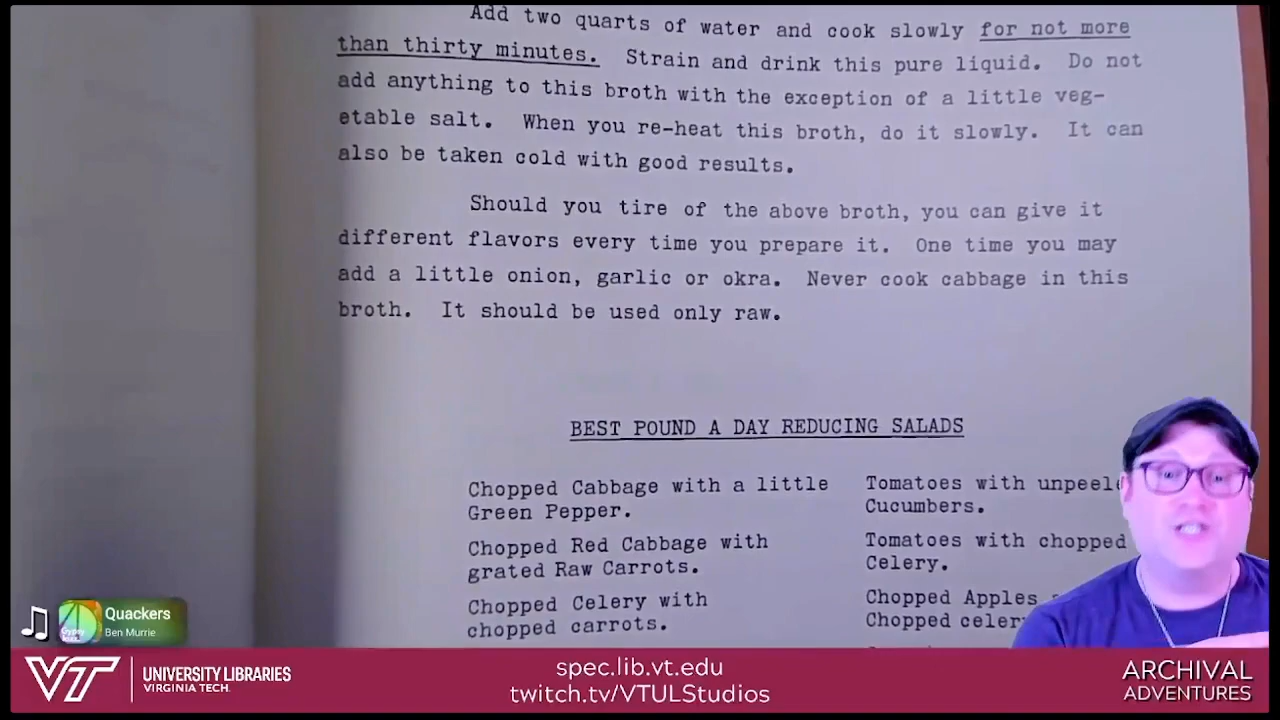 Add two quarts of water and cook slowly for not more
than thirty minutes. Strain and drink this pure liquid. Do not
add anything to this broth with the exception of a little veg-
etable salt. When you re-heat this broth, do it slowly. It can
also be taken cold with good results.
Should you tire of the above broth, you can give it
different flavors every time you prepare it. One time you may
add a little onion, garlic or okra. Never cook cabbage in this
broth. It should be used only raw.
BEST POUND A DAY REDUCING SALADS
Chopped Cabbage with a little
Green Pepper.
Chopped Red Cabbage with
grated Raw Carrots.
Chopped Celery with
chopped carrots.
Tomatoes with unpeele
Cucumbers.
Tomatoes with chopped
Celery.
Chopped Apples
Chopped celer
Quackers
Ben Murrie
VT
UNIVERSITY LIBRARIES
VIRGINIA TECH.
spec.lib.vt.edu
twitch.tv/VTULStudios
ARCHIVAL
ADVENTURES